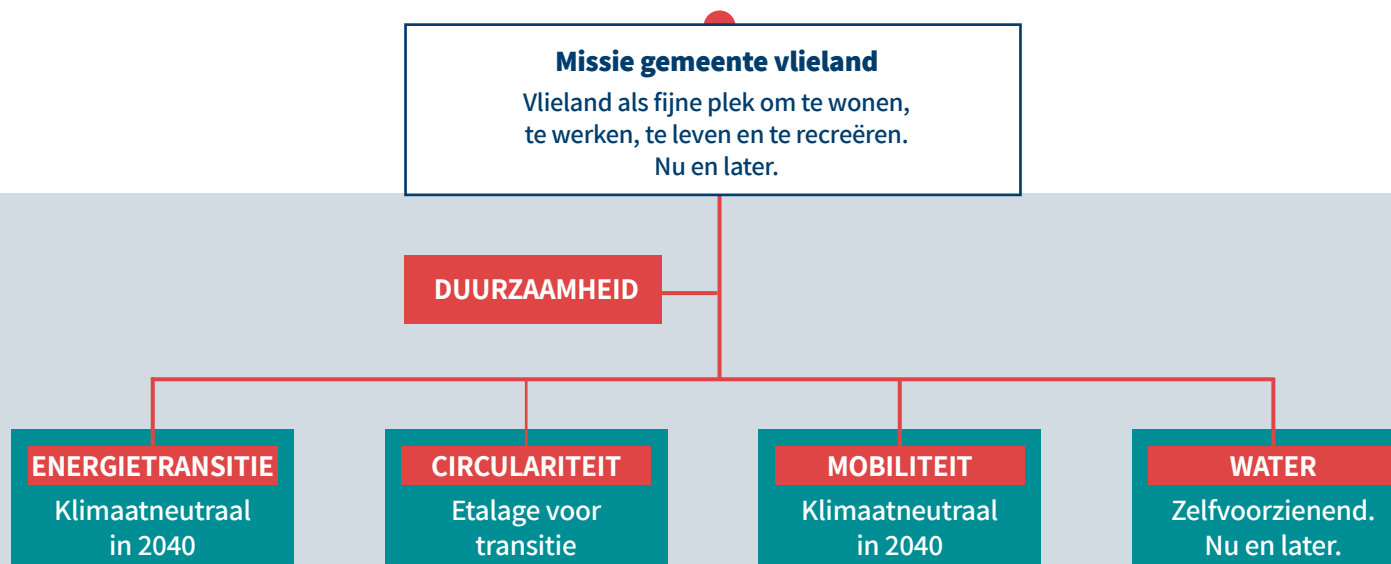 Missie gemeente vlieland
Vlieland als fijne plek om te wonen,
te werken, te leven en te recreëren.
Nu en later.
DUURZAAMHEID
ENERGIETRANSITIE
Klimaatneutraal
in 2040
CIRCULARITEIT
Etalage voor
transitie
MOBILITEIT
Klimaatneutraal
in 2040
WATER
Zelfvoorzienend.
Nu en later.